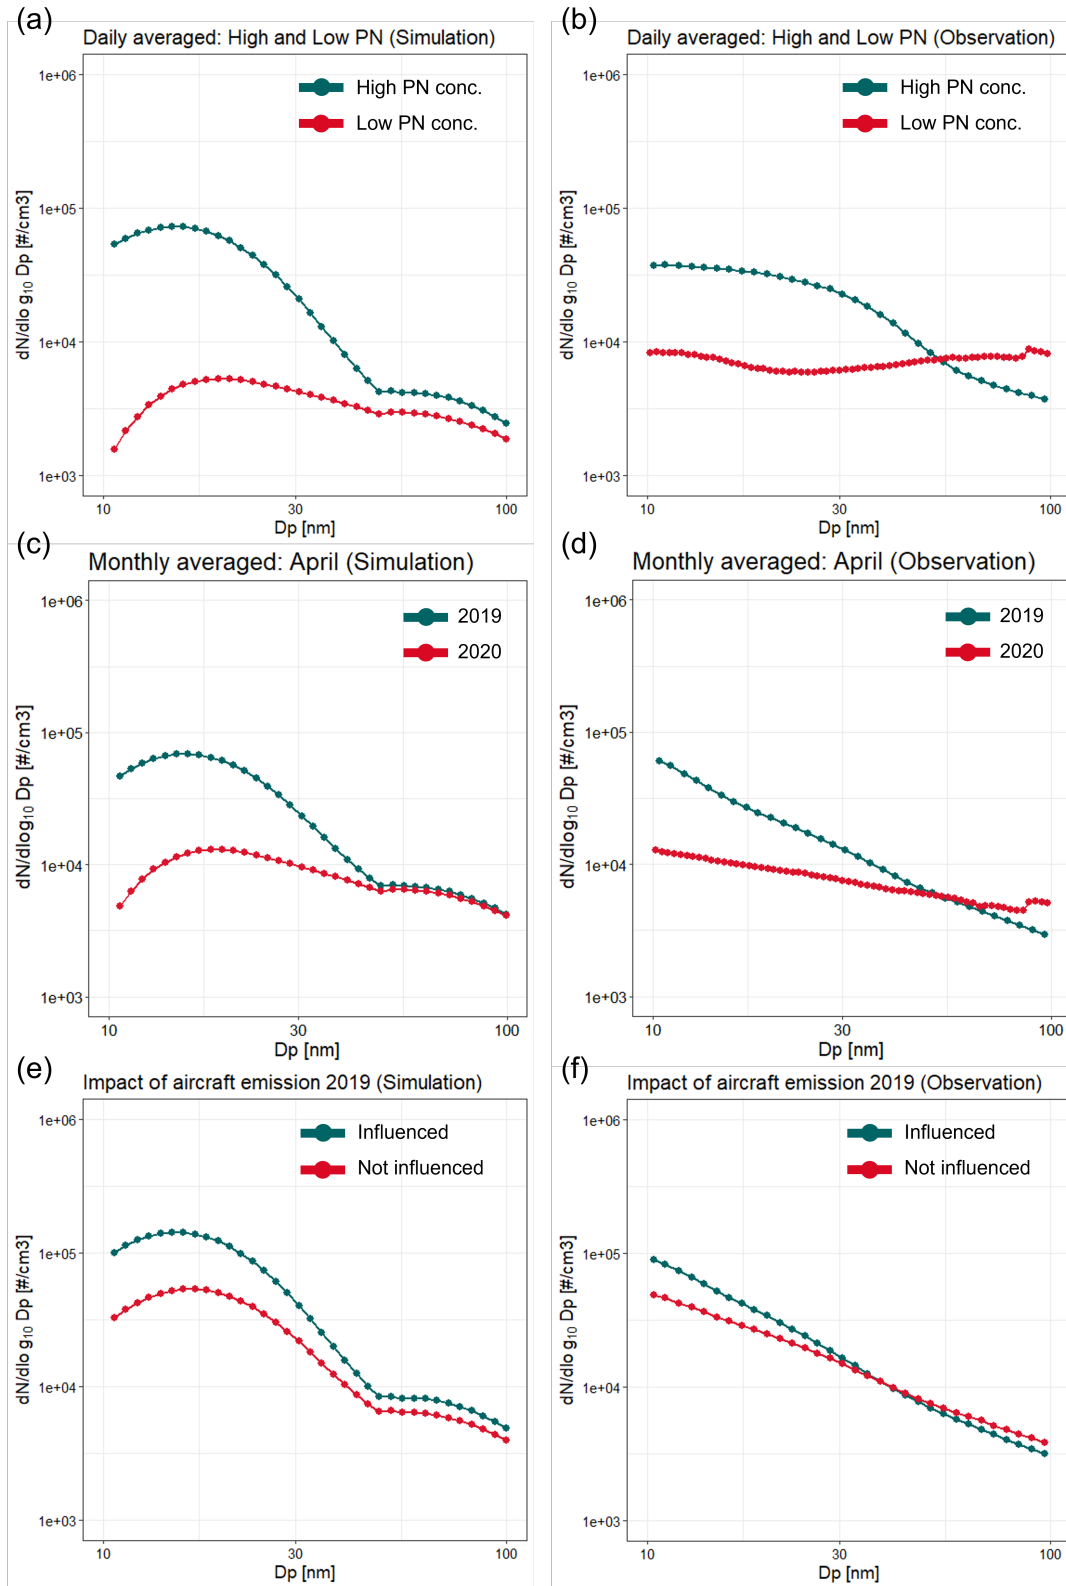 (a)
Daily averaged: High and Low PN (Simulation)
1e+06
High PN conc.
Low PN conc.
1e+05
dN/dlo g10 Dp [#/cm3]
1e+04
1e+03
10 30 100
Dp [nm]
(b)
Daily averaged: High and Low PN (Observation)
1e+06
High PN conc.
Low PN conc.
1e+05
dN/dlo g10 Dp [#/cm3]
1e+04
1e+03
10 30 100
Dp [nm]
(c)
Monthly averaged: April (Simulation)
1e+06
2019
2020
1e+05
dN/dlog10 Dp [#/cm3]
1e+04
1e+03
10 30 100
Dp [nm]
(d)
Monthly averaged: April (Observation)
1e+06
2019
2020
1e+05
dN/dlog10 Dp [#/cm3]
1e+04
1e+03
10 30 100
Dp [nm]
(e)
Impact of aircraft emission 2019 (Simulation)
1e+06
Influenced
Not influenced
1e+05
dN/dlo g10 Dp [#/cm3]
1e+04
1e+03
10 30 100
Dp [nm]
(f)
Impact of aircraft emission 2019 (Observation)
1e+06
Influenced
Not influenced
1e+05
dN/dlo g10 Dp [#/cm3]
1e+04
1e+03
10 30 100
Dp [nm]